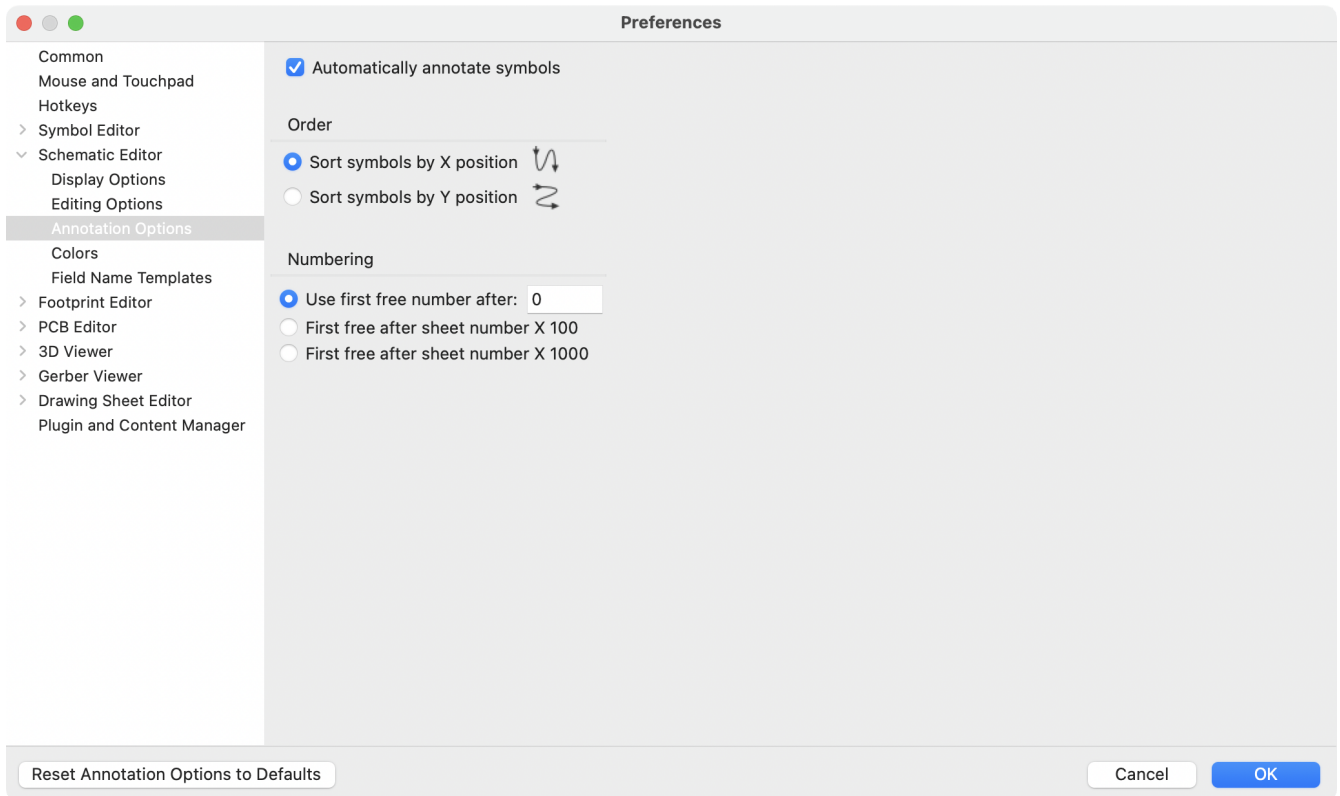 Preferences
Common
Mouse and Touchpad
Hotkeys
Symbol Editor
Schematic Editor
Display Options
Editing Options
Annotation Options
Colors
Field Name Templates
Footprint Editor
PCB Editor
3D Viewer
Gerber Viewer
Drawing Sheet Editor
Plugin and Content Manager
Automatically annotate symbols
Order
Sort symbols by X position
Sort symbols by Y position
Numbering
Use first free number after: 0
First free after sheet number X 100
First free after sheet number X 1000
Reset Annotation Options to Defaults
Cancel
OK